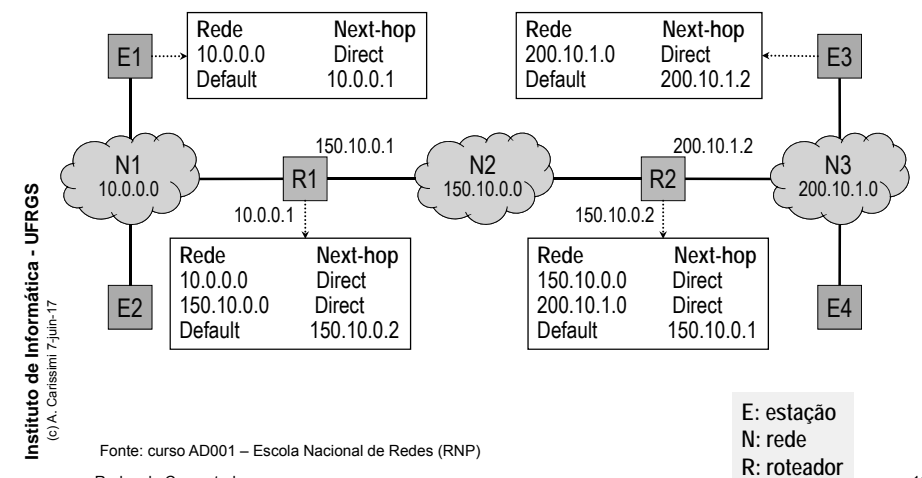 Rede Next-hop
10.0.0.0 Direct
Default 10.0.0.1
Rede Next-hop
200.10.1.0 Direct
Default 200.10.1.2
E1
E3
150.10.0.1
200.10.1.2
N1
10.0.0.0
R1
N2
150.10.0.0
R2
N3
200.10.1.0
10.0.0.1
150.10.0.2
Rede Next-hop
10.0.0.0 Direct
150.10.0.0 Direct
Default 150.10.0.2
Rede Next-hop
150.10.0.0 Direct
200.10.1.0 Direct
Default 150.10.0.1
E2
E4
Instituto de Informática - UFRGS
(c) A. Carissimi 7-juin-17
E: estação
N: rede
R: roteador
Fonte: curso AD001 – Escola Nacional de Redes (RNP)